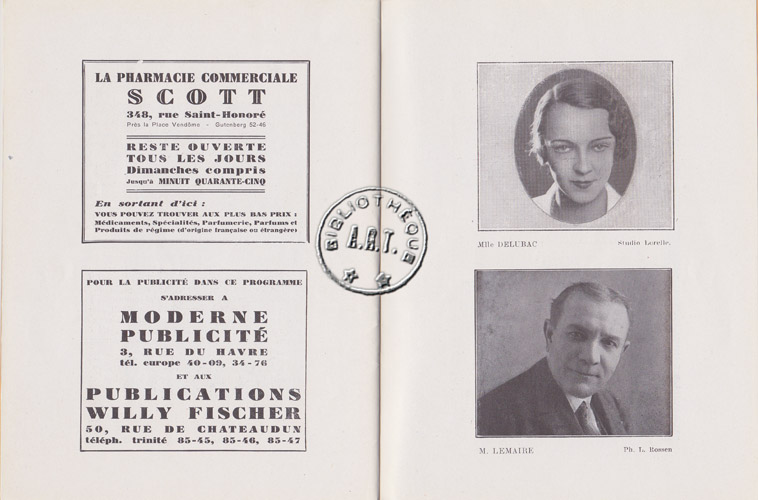 LA PHARMACIE COMMERCIALE
SCOTT
348, rue Saint-Honoré
Près la Place Vendôme - Gutenberg 52-46
RESTE OUVERTE
TOUS LES JOURS
Dimanches compris
Jusqu'à MINUIT QUARANTE-CINQ
En sortant d'ici :
VOUS POUVEZ TROUVER AUX PLUS BAS PRIX :
Médicaments, Spécialités, Parfumerie, Parfums et
Produits de régime (d'origine française ou étrangère)
POUR LA PUBLICITÉ DANS CE PROGRAMME
S'ADRESSER A
MODERNE
PUBLICITÉ
3, RUE DU HAVRE
tél. europe 40-09, 34-76
ET AUX
PUBLICATIONS
WILLY FISCHER
50, RUE DE CHATEAUDUN
téléph. trinité 85-45, 85-46, 85-47
BIBLIOTHÈQUE
A.R.T.
Mlle DELUBAC
Studio Lorelle.
M. LEMAIRE
Ph. L. Rossen